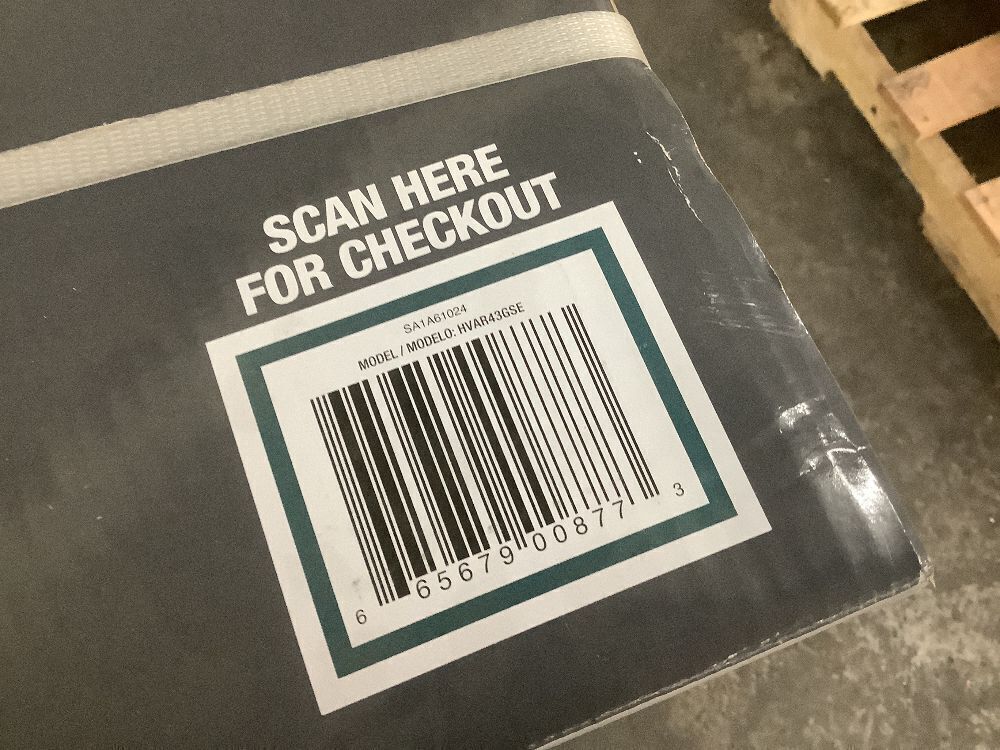 SCAN HERE
FOR CHECKOUT
SA1A61024
MODEL / MODELO: HVAR43GSE
6 65679 00877 3